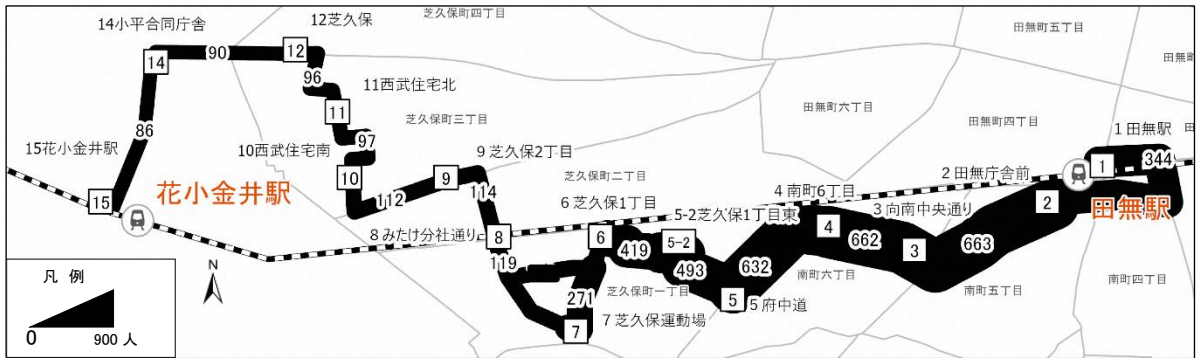 14小平合同庁舎
12芝久保
芝久保町四丁目
田無町五丁目
田無町
14
90
12
96
11西武住宅北
11
芝久保町三丁目
田無町六丁目
田無町四丁目
1 田無駅
86
97
15花小金井駅
10西武住宅南
9 芝久保2丁目
344
1
10
9
芝久保町二丁目
2 田無庁舎前
花小金井駅
15
112
114
6 芝久保1丁目
4 南町6丁目
2
田無駅
8 みたけ分社通り
8
5-2芝久保1丁目東
3 向南中央通り
6
419
5-2
4
662
3
663
凡 例
N
119
493
632
南町六丁目
南町五丁目
南町四丁目
271
芝久保町一丁目
5
5 府中道
7
7 芝久保運動場
0
900 人